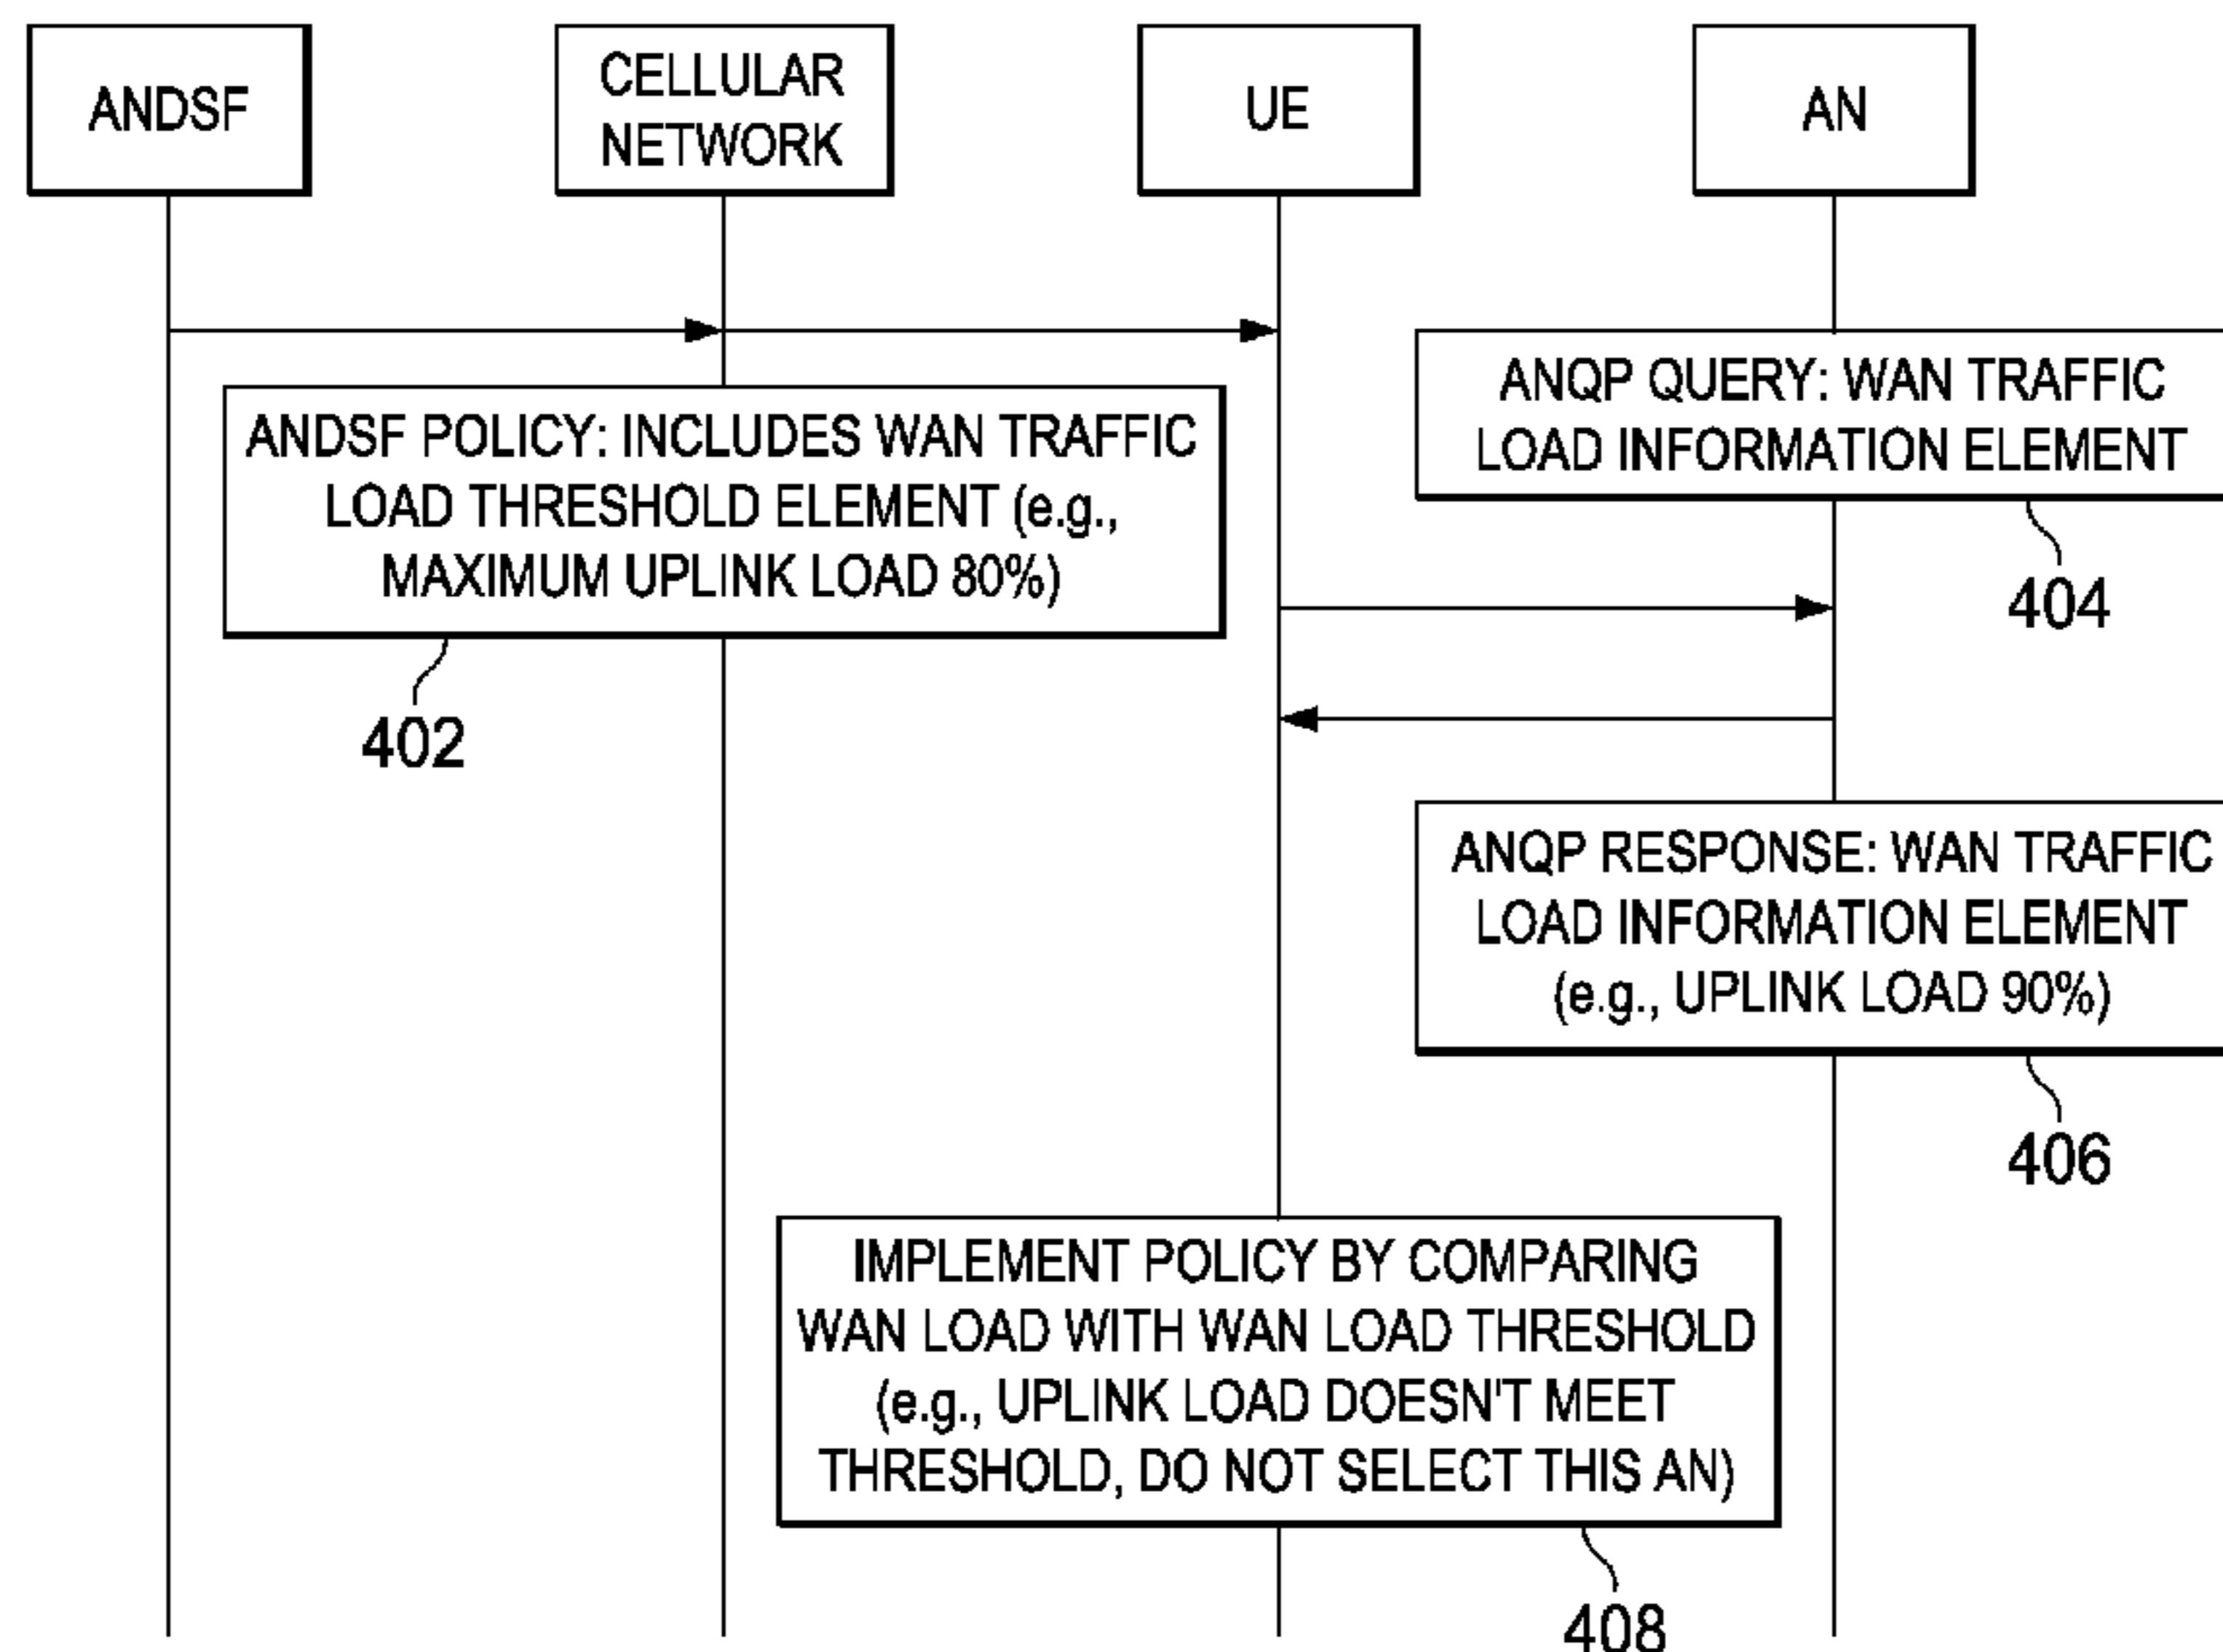 ANDSF
CELLULAR
NETWORK
UE
AN
ANDSF POLICY: INCLUDES WAN TRAFFIC
LOAD THRESHOLD ELEMENT (e.g.,
MAXIMUM UPLINK LOAD 80%)
402
ANQP QUERY: WAN TRAFFIC
LOAD INFORMATION ELEMENT
404
ANQP RESPONSE: WAN TRAFFIC
LOAD INFORMATION ELEMENT
(e.g., UPLINK LOAD 90%)
406
IMPLEMENT POLICY BY COMPARING
WAN LOAD WITH WAN LOAD THRESHOLD
(e.g., UPLINK LOAD DOESN'T MEET
THRESHOLD, DO NOT SELECT THIS AN)
408